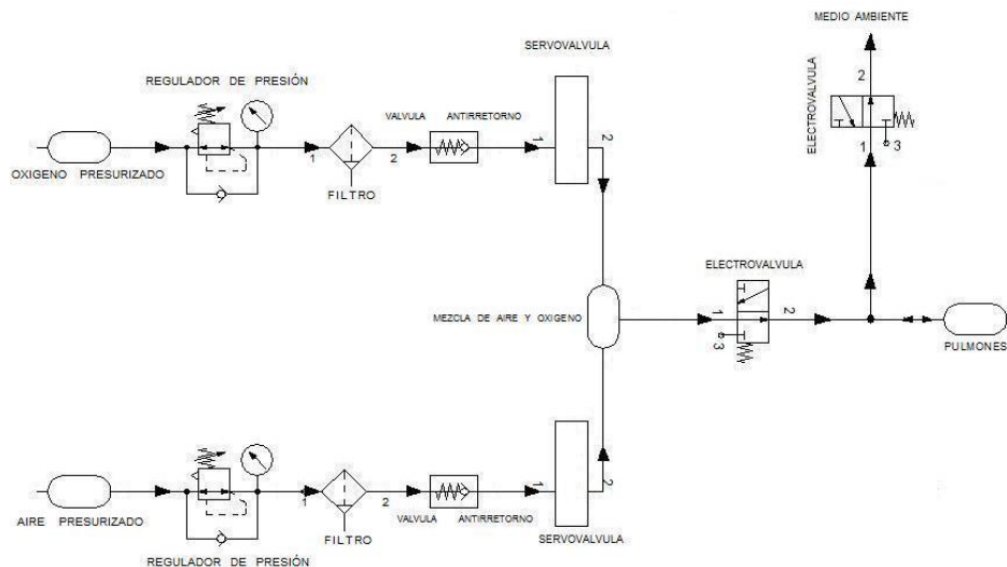 MEDIO AMBIENTE
SERVOVALVULA
2
ELECTROVALVULA
REGULADOR DE PRESIÓN
VALVULA ANTIRRETORNO
1
2
1
3
1
2
OXIGENO PRESURIZADO
FILTRO
ELECTROVALVULA
MEZCLA DE AIRE Y OXIGENO
1
2
3
PULMONES
1
2
1
2
AIRE PRESURIZADO
VALVULA ANTIRRETORNO
FILTRO
SERVOVALVULA
REGULADOR DE PRESIÓN